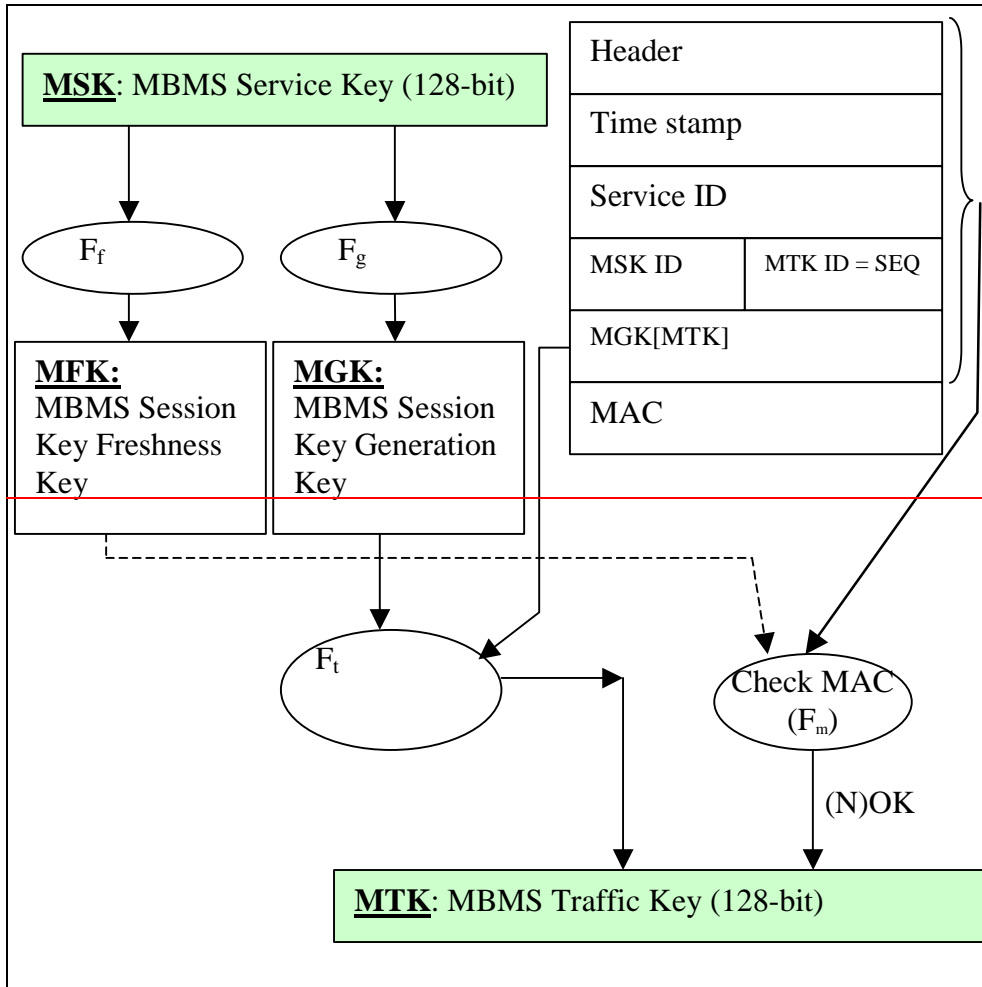 MSK: MBMS Service Key (128-bit)
Header
Time stamp
Service ID
MSK ID
MTK ID = SEQ
MGK[MTK]
MAC
Ff
Fg
MFK:
MBMS Session
Key Freshness
Key
MGK:
MBMS Session
Key Generation
Key
Ft
Check MAC
(Fm)
(N)OK
MTK: MBMS Traffic Key (128-bit)